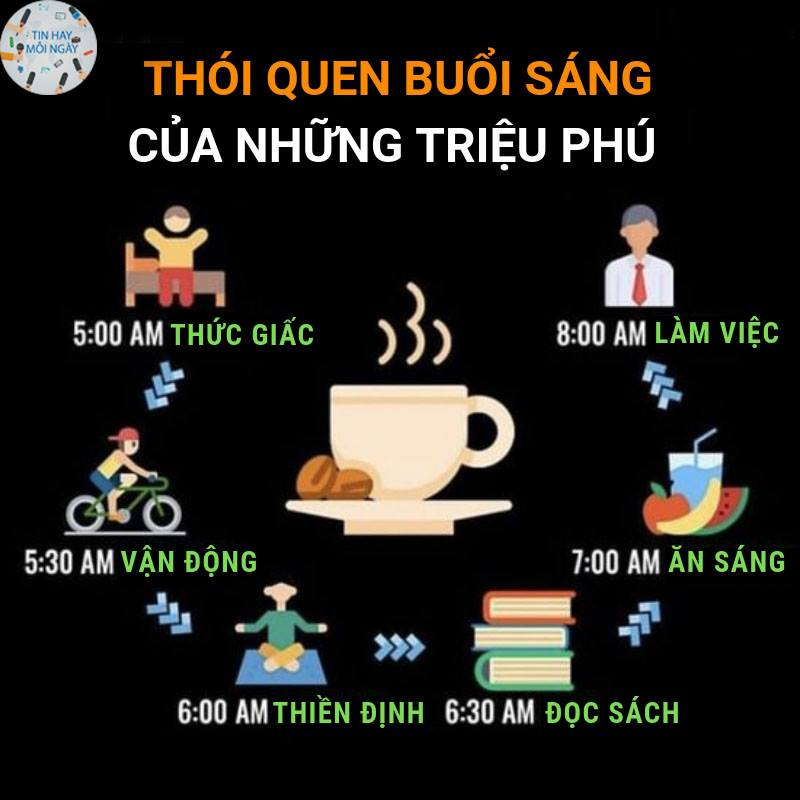 TIN HAY
MỖI NGÀY
THÓI QUEN BUỔI SÁNG
CỦA NHỮNG TRIỆU PHÚ
5:00 AM THỨC GIẤC
8:00 AM LÀM VIỆC
5:30 AM VẬN ĐỘNG
7:00 AM ĂN SÁNG
6:00 AM THIỀN ĐỊNH
6:30 AM ĐỌC SÁCH